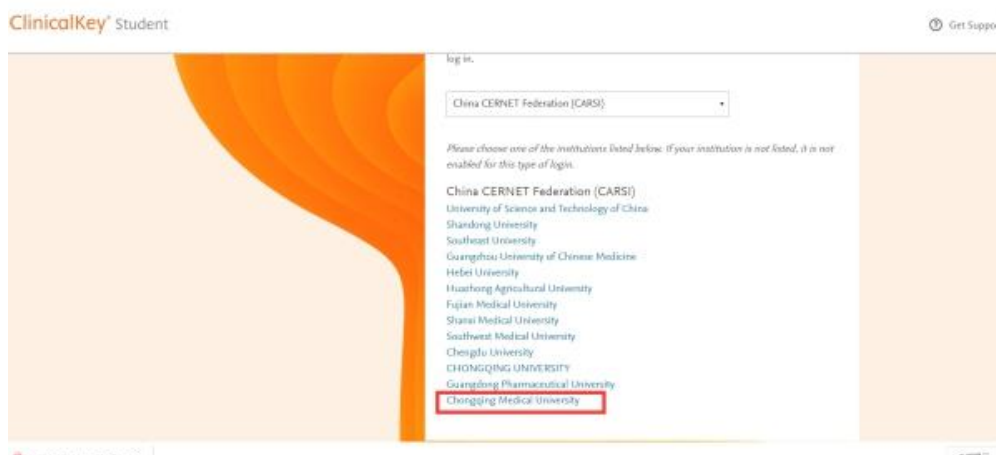 ClinicalKey® Student
Get Suppo
log in.
China CERNET Federation (CARSI)
Please choose one of the institutions listed below. If your institution is not listed, it is not
enabled for this type of login.
China CERNET Federation (CARSI)
University of Science and Technology of China
Shandong University
Southeast University
Guangzhou University of Chinese Medicine
Hebei University
Huazhong Agricultural University
Fujian Medical University
Shanxi Medical University
Southwest Medical University
Chengdu University
CHONGQING UNIVERSITY
Guangdong Pharmaceutical University
Chongqing Medical University